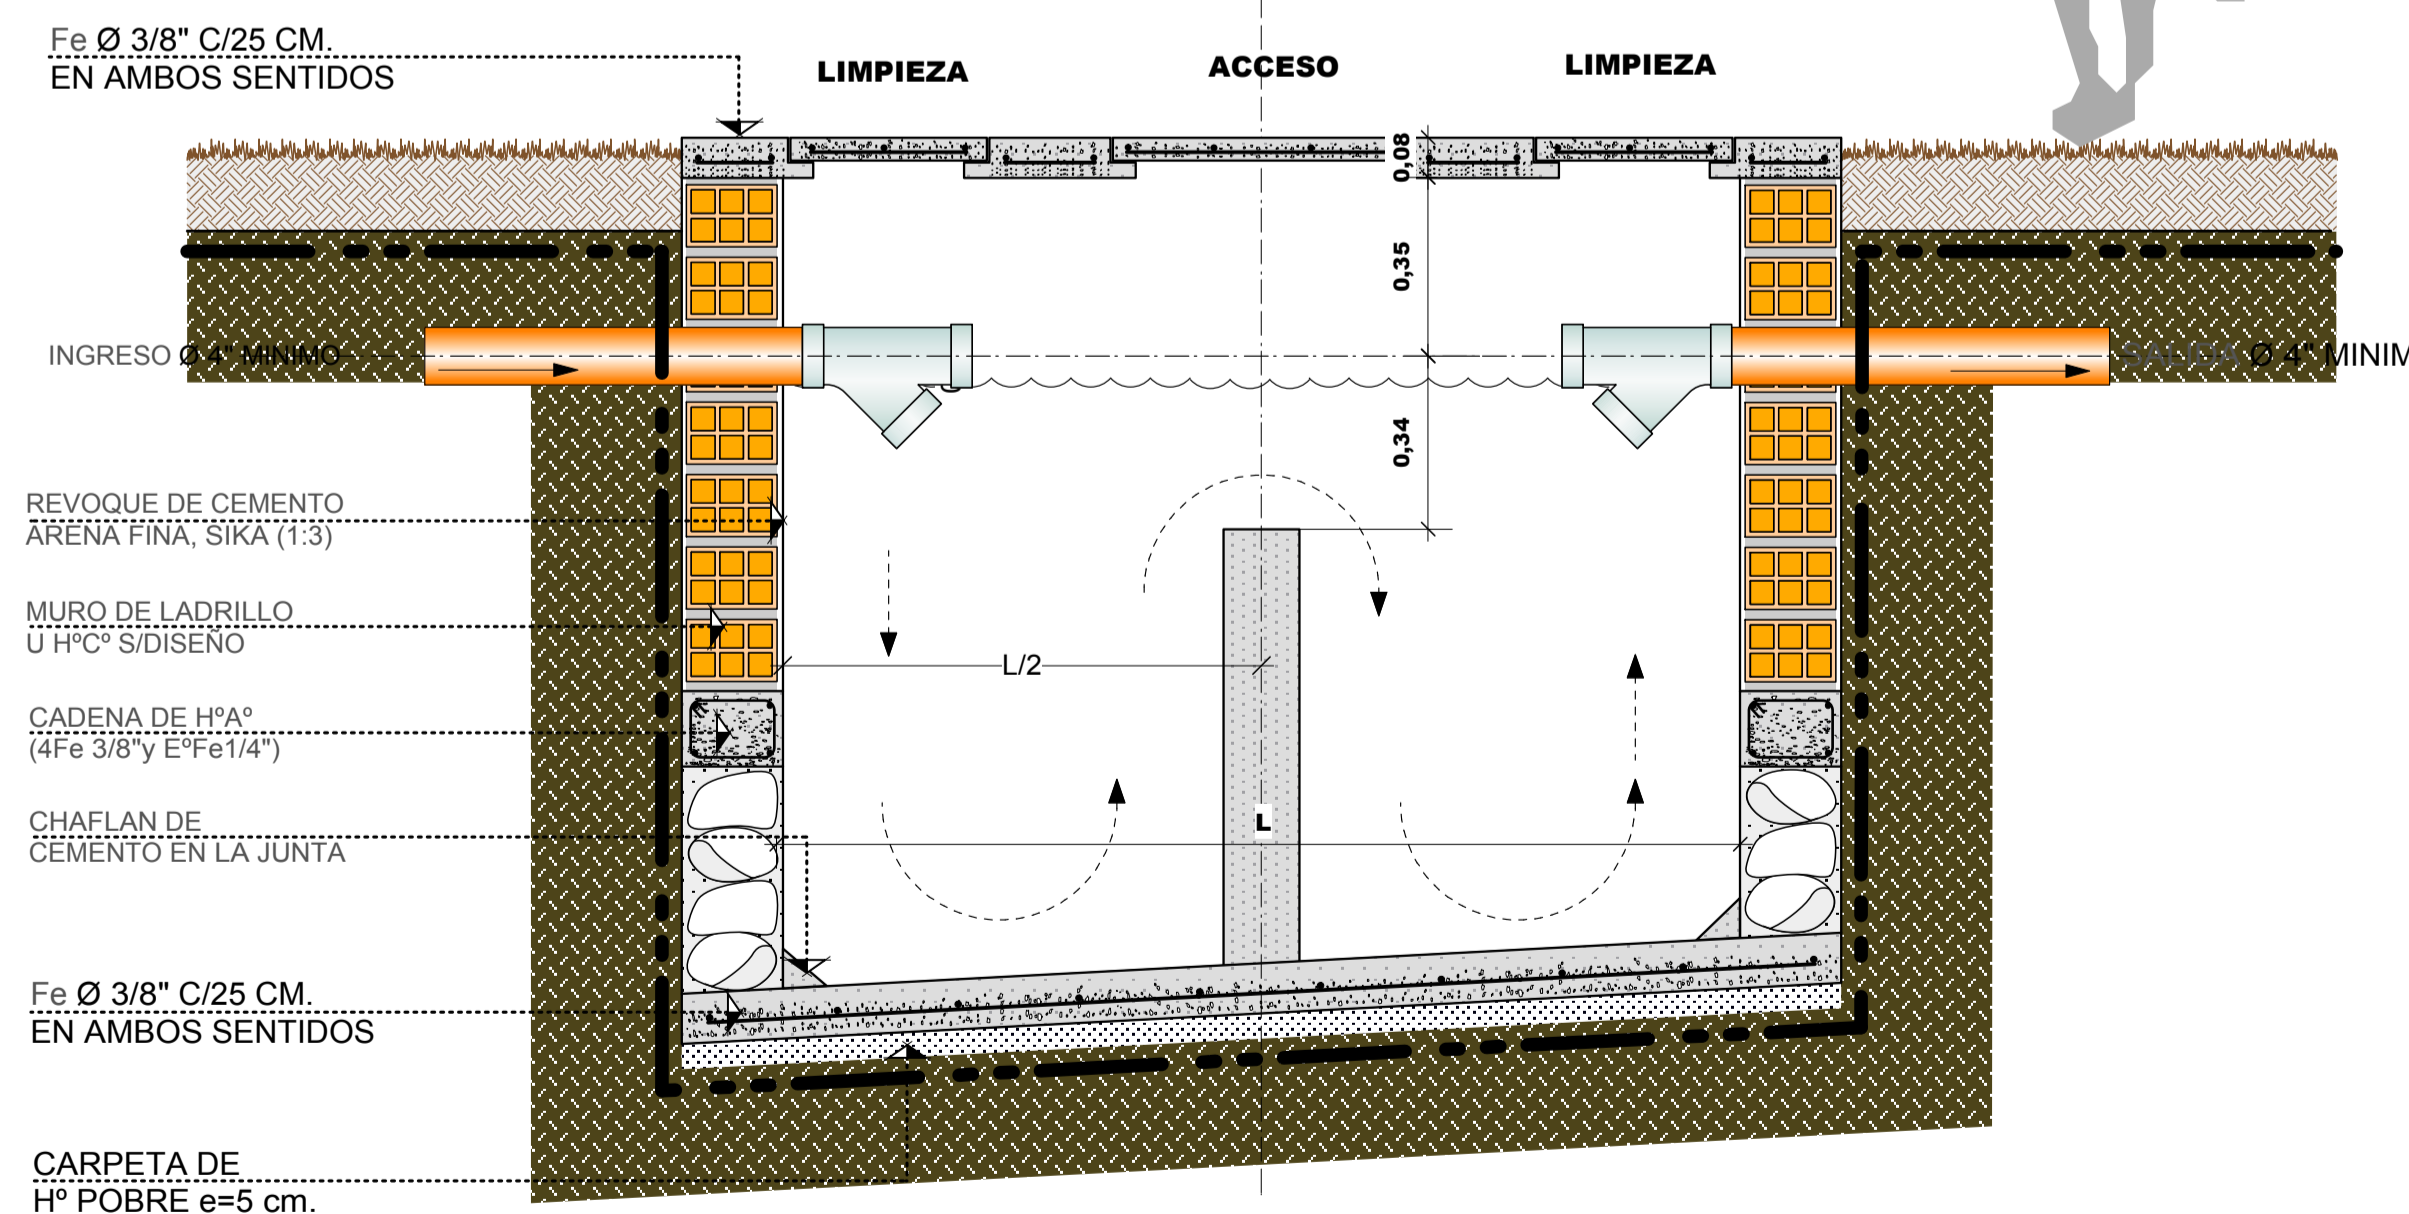 Fe Ø 3/8" C/25 CM.
EN AMBOS SENTIDOS
LIMPIEZA
ACCESO
LIMPIEZA
0,08
0,35
INGRESO Ø 4" MINIMO
SALIDA Ø 4" MINIM
0,34
REVOQUE DE CEMENTO
ARENA FINA, SIKA (1:3)
MURO DE LADRILLO
U HºCº S/DISEÑO
L/2
CADENA DE HºAº
(4Fe 3/8"y EºFe1/4")
CHAFLAN DE
CEMENTO EN LA JUNTA
L
Fe Ø 3/8" C/25 CM.
EN AMBOS SENTIDOS
CARPETA DE
Hº POBRE e=5 cm.